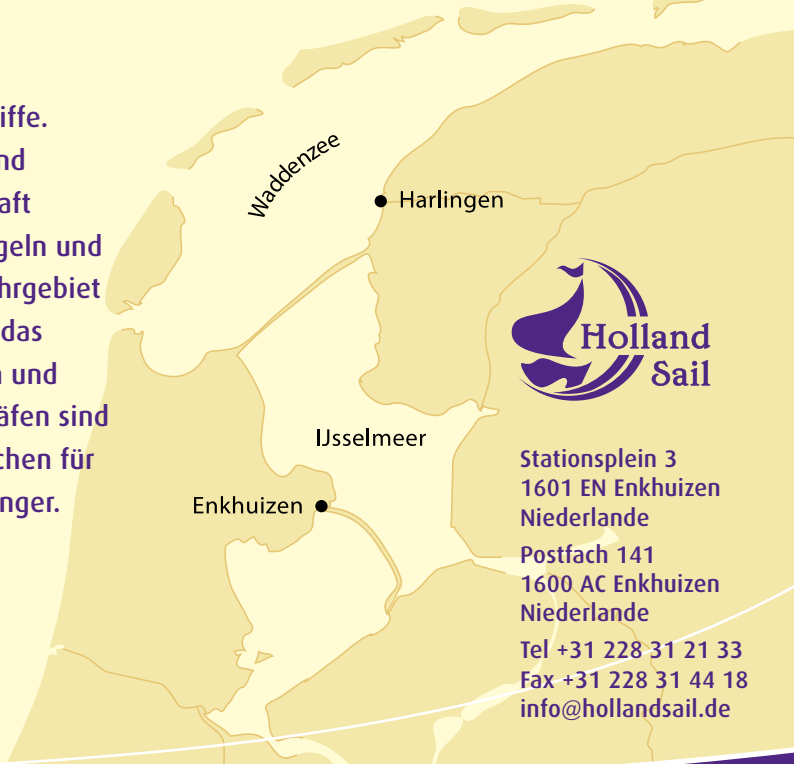 iffe.
nd
aft
geln und
hrgebiet
das
n und
äfen sind
chen für
nger.
Waddenzee
Harlingen
IJsselmeer
Enkhuizen
Holland
Sail
Stationsplein 3
1601 EN Enkhuizen
Niederlande
Postfach 141
1600 AC Enkhuizen
Niederlande
Tel +31 228 31 21 33
Fax +31 228 31 44 18
info@hollandsail.de